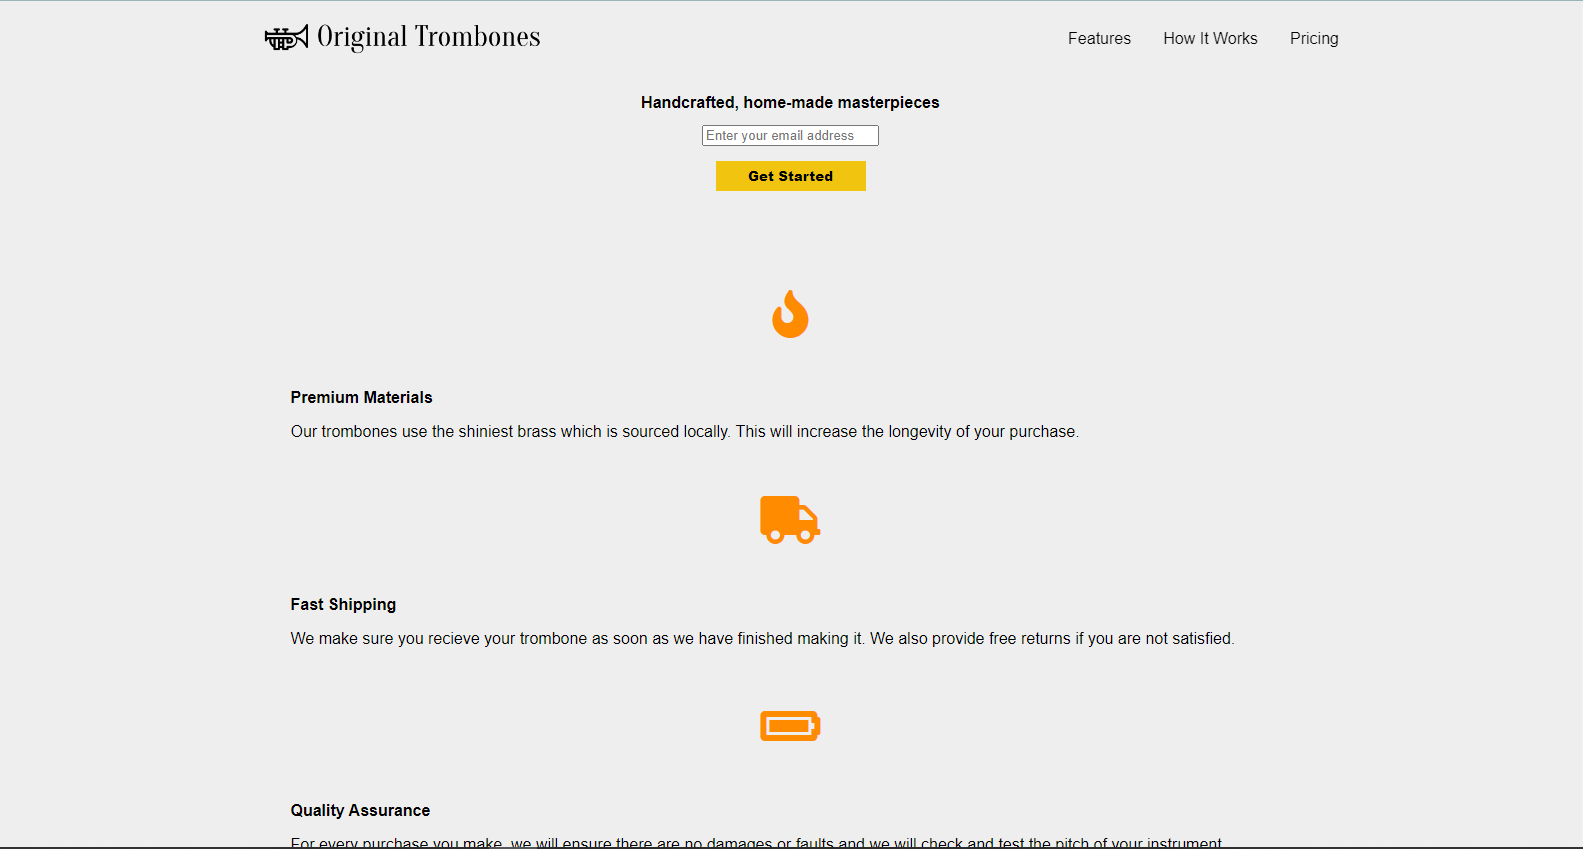 Original Trombones
Features
How It Works
Pricing
Handcrafted, home-made masterpieces
Enter your email address
Get Started
Premium Materials
Our trombones use the shiniest brass which is sourced locally. This will increase the longevity of your purchase.
Fast Shipping
We make sure you recieve your trombone as soon as we have finished making it. We also provide free returns if you are not satisfied.
Quality Assurance
For every purchase you make, we will ensure there are no damages or faults and we will check and test the pitch of your instrument.